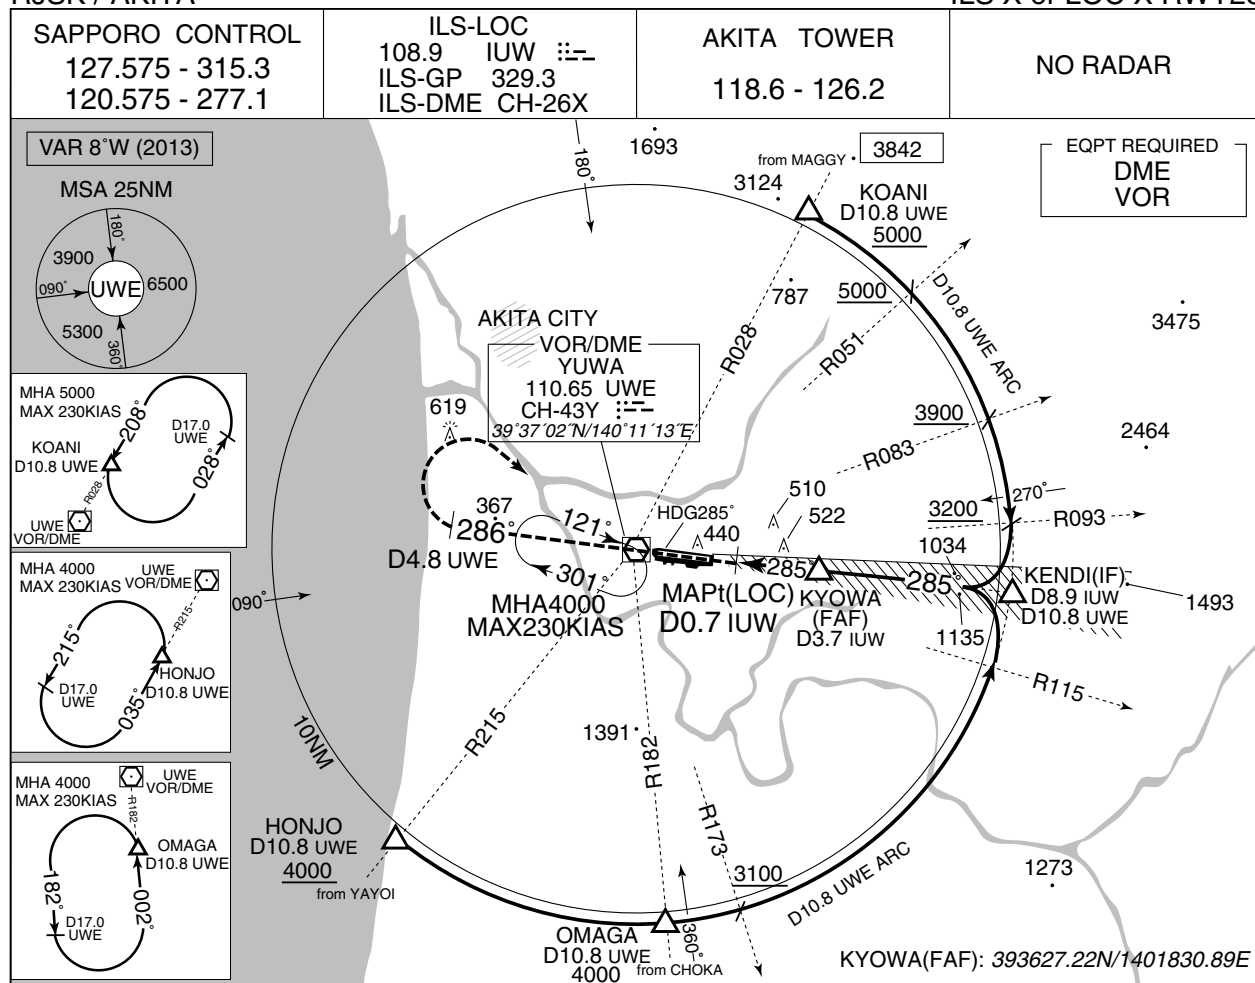 SAPPORO CONTROL
127.575 - 315.3
120.575 - 277.1
ILS-LOC
108.9 IUW
ILS-GP 329.3
ILS-DME CH-26X
AKITA TOWER
118.6 - 126.2
NO RADAR
VAR 8°W (2013)
MSA 25NM
180°
3900
6500
UWE
090°
5300
360°
180°
1693
from MAGGY
3842
3124
KOANI
D10.8 UWE
5000
EQPT REQUIRED
DME
VOR
787
5000
D10.8 UWE ARC
3475
R028
R051
AKITA CITY
VOR/DME
YUWA
110.65 UWE
CH-43Y
39°37'02"N/140°11'13"E
619
3900
R083
2464
MHA 5000
MAX 230KIAS
208°
D17.0
UWE
KOANI
D10.8 UWE
028°
R028
UWE
VOR/DME
510
522
3200
270°
R093
367
286°
121°
HDG285°
440
D4.8 UWE
301°
MHA4000
MAX230KIAS
285°
MAPt(LOC)
D0.7 IUW
KYOWA
(FAF)
D3.7 IUW
1034
285°
1135
KENDI(IF)
D8.9 IUW
D10.8 UWE
1493
090°
MHA 4000
MAX 230KIAS
UWE
VOR/DME
R215
215°
D17.0
UWE
035°
HONJO
D10.8 UWE
R115
10NM
R215
1391
R182
R173
MHA 4000
MAX 230KIAS
UWE
VOR/DME
R182
OMAGA
D10.8 UWE
182°
002°
D17.0
UWE
HONJO
D10.8 UWE
4000
from YAYOI
3100
D10.8 UWE ARC
1273
OMAGA
D10.8 UWE
4000
360°
from CHOKA
KYOWA(FAF): 393627.22N/1401830.89E